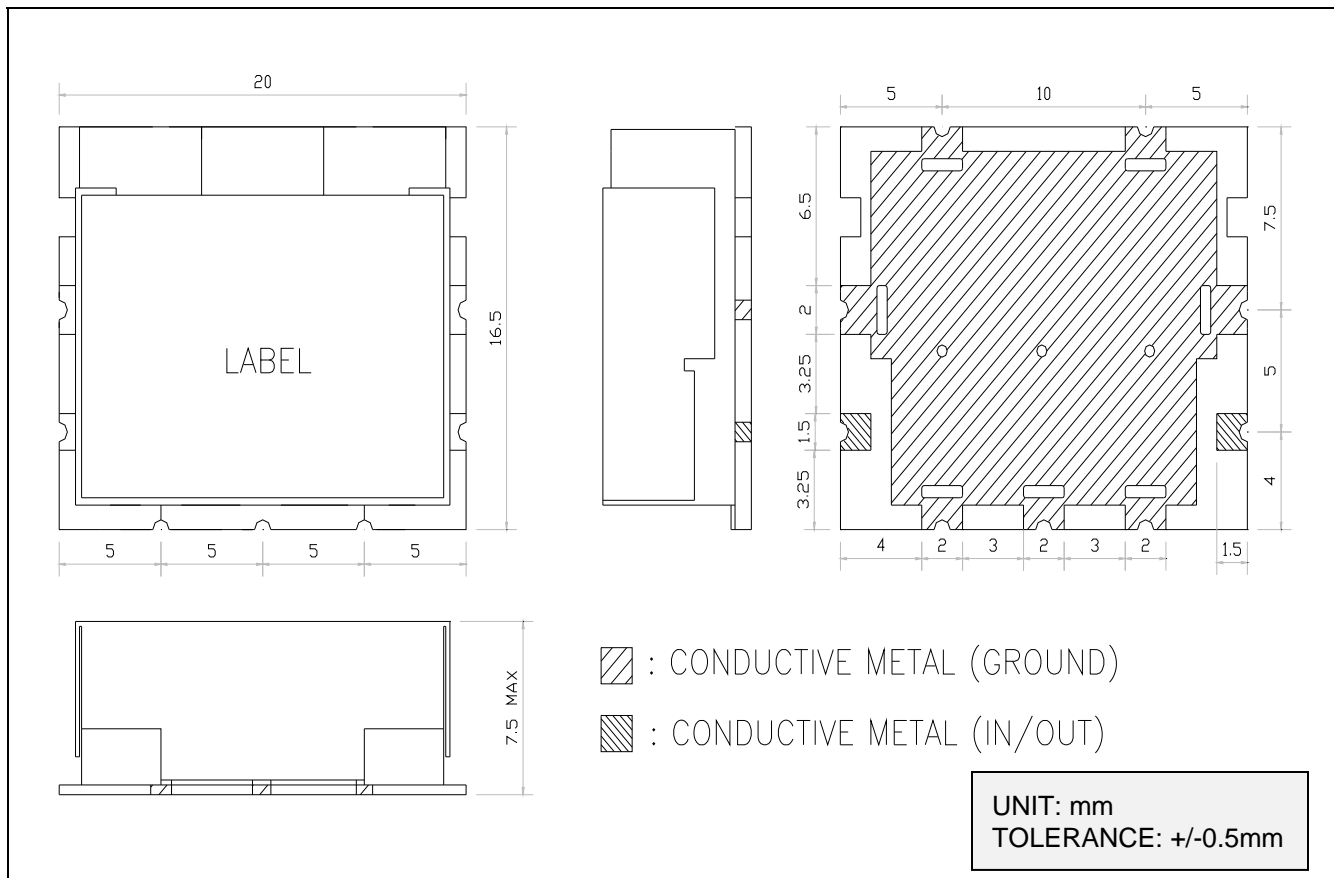 20
16.5
LABEL
5 5 5 5
5 10 5
6.5
2
3.25
1.5
3.25
7.5
5
4
4 2 3 2 3 2 1.5
7.5 MAX
: CONDUCTIVE METAL (GROUND)
: CONDUCTIVE METAL (IN/OUT)
UNIT: mm
TOLERANCE: +/-0.5mm